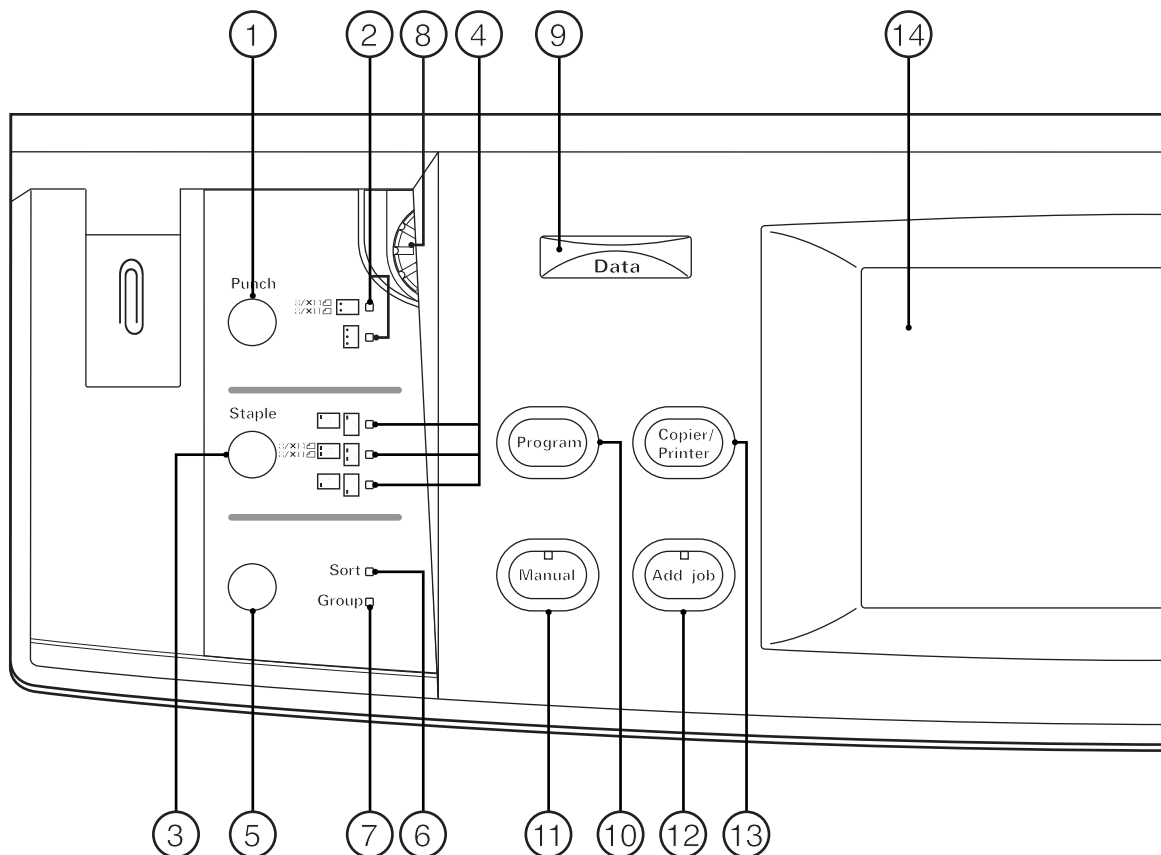 1 2 8 4 9 14
Data
Punch
Staple
Program
Copier/
Printer
Sort
Group
Manual
Add job
3 5 7 6 11 10 12 13